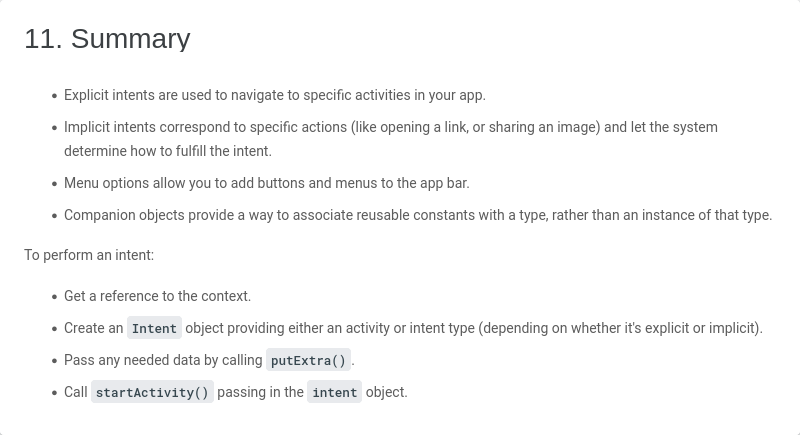 11. Summary
• Explicit intents are used to navigate to specific activities in your app.
• Implicit intents correspond to specific actions (like opening a link, or sharing an image) and let the system
determine how to fulfill the intent.
• Menu options allow you to add buttons and menus to the app bar.
• Companion objects provide a way to associate reusable constants with a type, rather than an instance of that type.
To perform an intent:
• Get a reference to the context.
• Create an Intent object providing either an activity or intent type (depending on whether it's explicit or implicit).
• Pass any needed data by calling putExtra().
• Call startActivity() passing in the intent object.